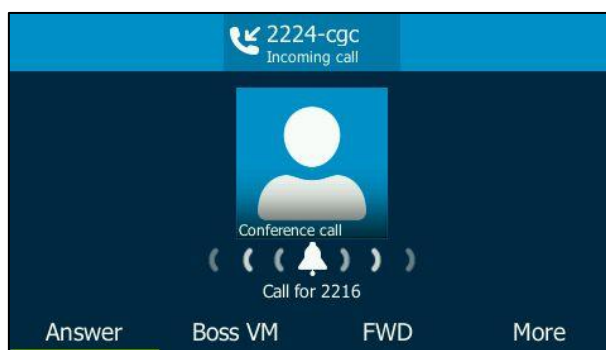 2224-cgc
Incoming call
Conference call
Call for 2216
Answer Boss VM FWD More